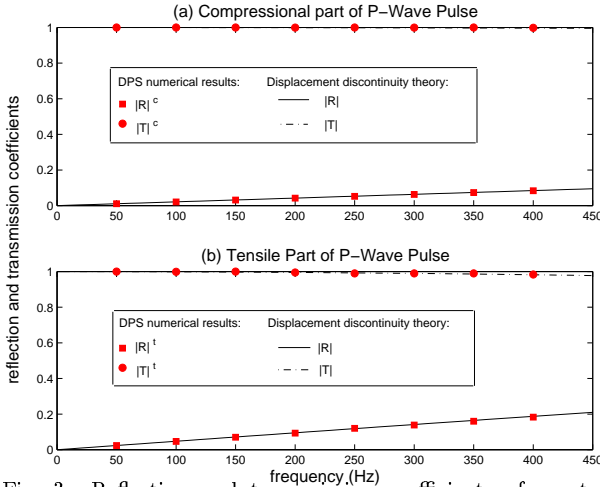 (a) Compressional part of P-Wave Pulse
1
0.8
0.6
0.4
0.2
0
0 50 100 150 200 250 300 350 400 450
DPS numerical results: Displacement discontinuity theory:
|R| c |R|
|T| c |T|
reflection and transmission coefficients
(b) Tensile Part of P-Wave Pulse
1
0.8
0.6
0.4
0.2
0
0 50 100 150 200 250 300 350 400 450
DPS numerical results: Displacement discontinuity theory:
|R| t |R|
|T| t |T|
frequency (Hz)